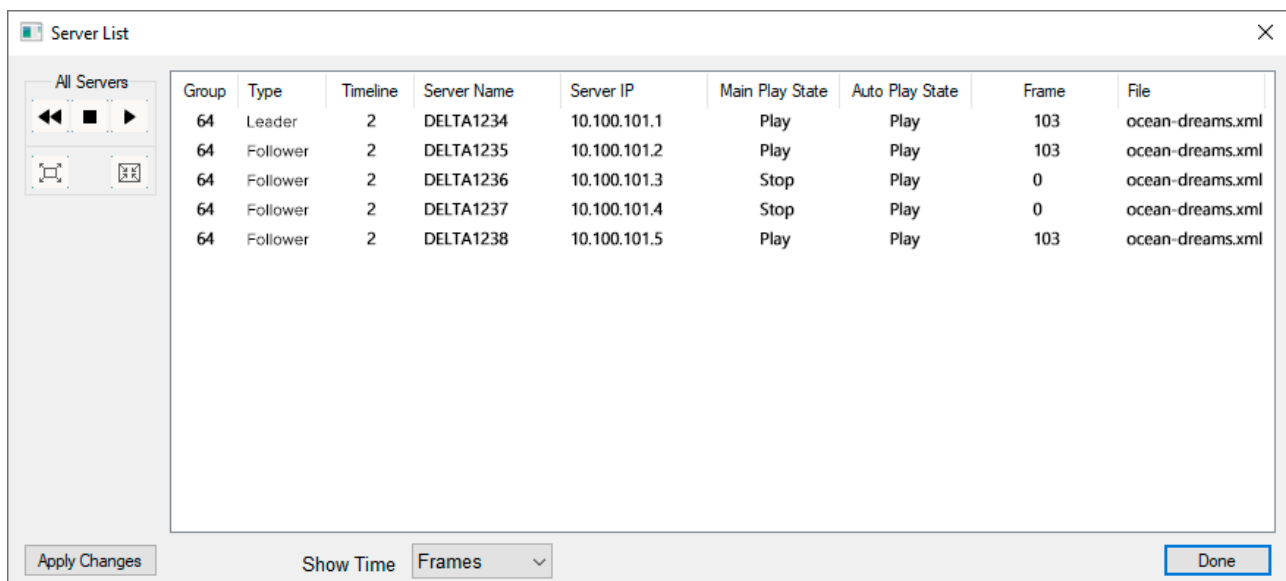 Server List
All Servers
Group Type Timeline Server Name Server IP Main Play State Auto Play State Frame File
64 Leader 2 DELTA1234 10.100.101.1 Play Play 103 ocean-dreams.xml
64 Follower 2 DELTA1235 10.100.101.2 Play Play 103 ocean-dreams.xml
64 Follower 2 DELTA1236 10.100.101.3 Stop Play 0 ocean-dreams.xml
64 Follower 2 DELTA1237 10.100.101.4 Stop Play 0 ocean-dreams.xml
64 Follower 2 DELTA1238 10.100.101.5 Play Play 103 ocean-dreams.xml
Apply Changes Show Time Frames Done